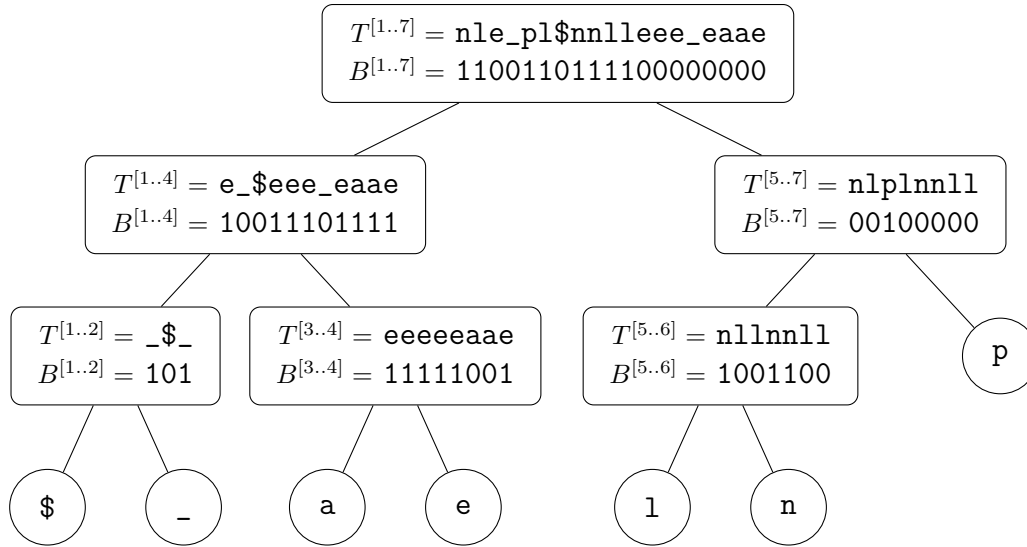 T^[1..7] = nle_pl$nnlleee_eaae
B^[1..7] = 1100110111100000000
T^[1..4] = e_$eee_eaae
B^[1..4] = 10011101111
T^[5..7] = nlplnnll
B^[5..7] = 00100000
T^[1..2] = _$_
B^[1..2] = 101
T^[3..4] = eeeeeaae
B^[3..4] = 11111001
T^[5..6] = nllnnll
B^[5..6] = 1001100
p
$
_
a
e
l
n